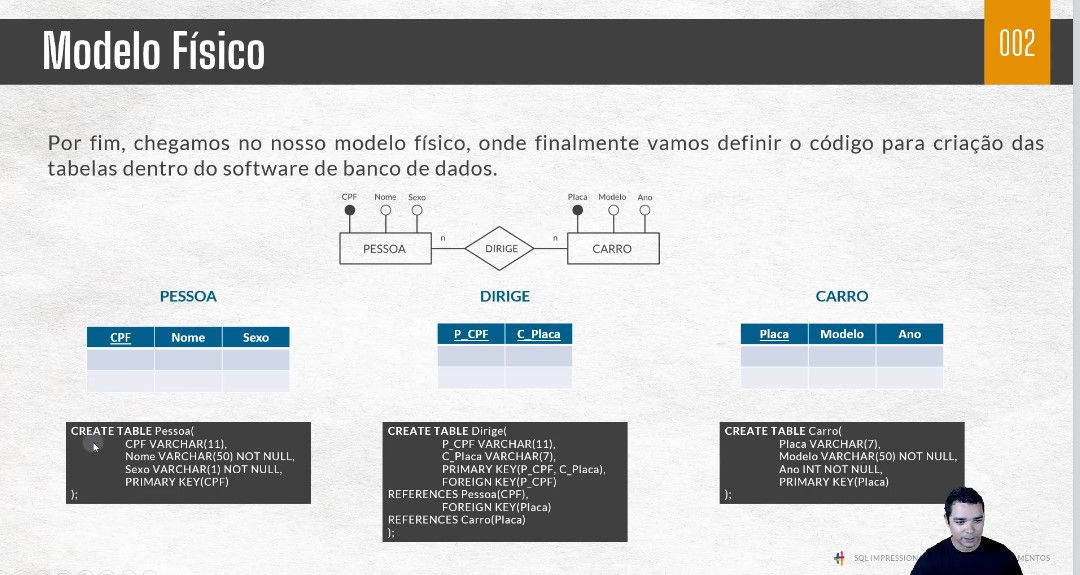 Modelo Físico
002
Por fim, chegamos no nosso modelo físico, onde finalmente vamos definir o código para criação das
tabelas dentro do software de banco de dados.
CPF Nome Sexo
Placa Modelo Ano
PESSOA n DIRIGE n CARRO
PESSOA
DIRIGE
CARRO
CPF Nome Sexo
P_CPF C_Placa
Placa Modelo Ano
CREATE TABLE Pessoa(
CPF VARCHAR(11),
Nome VARCHAR(50) NOT NULL,
Sexo VARCHAR(1) NOT NULL,
PRIMARY KEY(CPF)
);
CREATE TABLE Dirige(
P_CPF VARCHAR(11),
C_Placa VARCHAR(7),
PRIMARY KEY(P_CPF, C_Placa),
FOREIGN KEY(P_CPF)
REFERENCES Pessoa(CPF),
FOREIGN KEY(Placa)
REFERENCES Carro(Placa)
);
CREATE TABLE Carro(
Placa VARCHAR(7),
Modelo VARCHAR(50) NOT NULL,
Ano INT NOT NULL,
PRIMARY KEY(Placa)
);
SQL